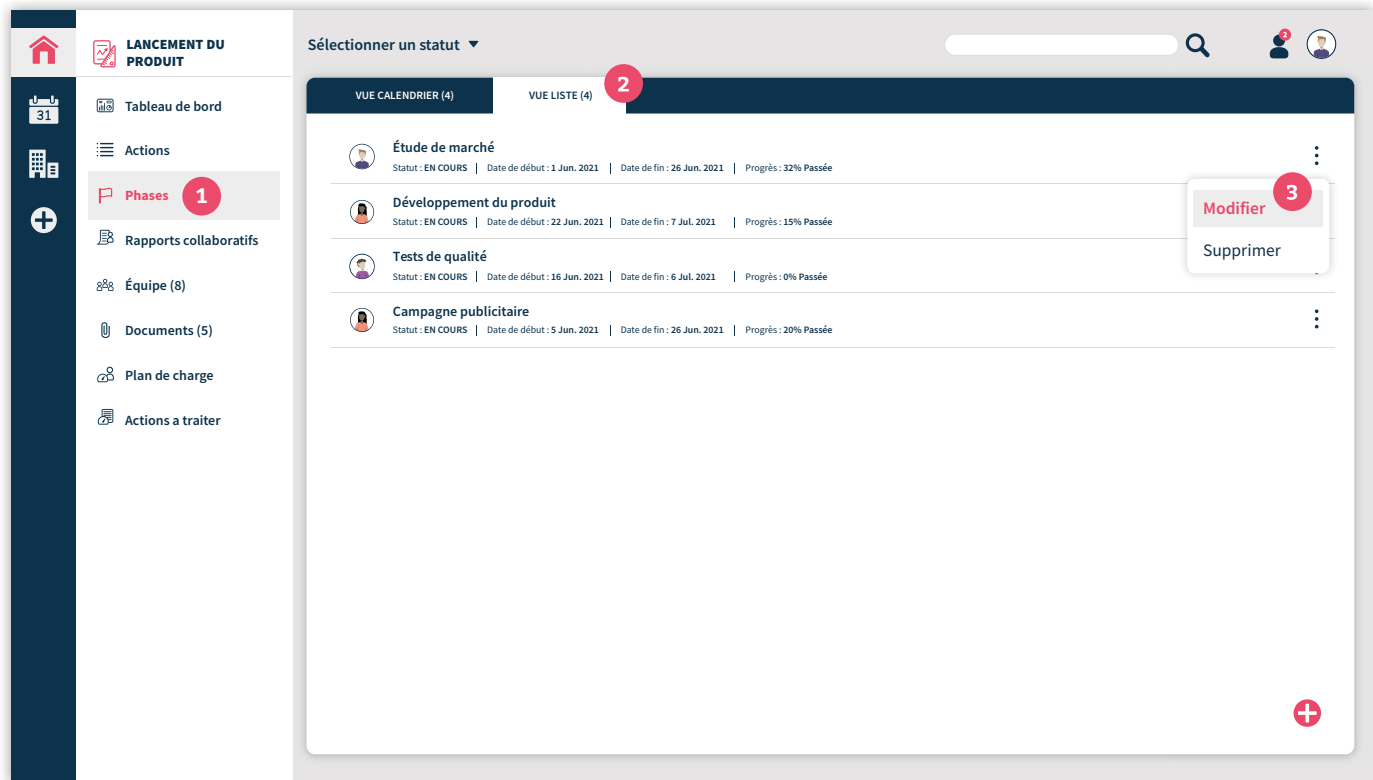 LANCEMENT DU
PRODUIT
Sélectionner un statut
2
31
Tableau de bord
Actions
Phases 1
Rapports collaboratifs
Équipe (8)
Documents (5)
Plan de charge
Actions a traiter
VUE CALENDRIER (4) VUE LISTE (4) 2
Étude de marché
Statut : EN COURS | Date de début : 1 Jun. 2021 | Date de fin : 26 Jun. 2021 | Progrès : 32% Passée
Développement du produit
Statut : EN COURS | Date de début : 22 Jun. 2021 | Date de fin : 7 Jul. 2021 | Progrès : 15% Passée
Tests de qualité
Statut : EN COURS | Date de début : 16 Jun. 2021 | Date de fin : 6 Jul. 2021 | Progrès : 0% Passée
Campagne publicitaire
Statut : EN COURS | Date de début : 5 Jun. 2021 | Date de fin : 26 Jun. 2021 | Progrès : 20% Passée
Modifier 3
Supprimer